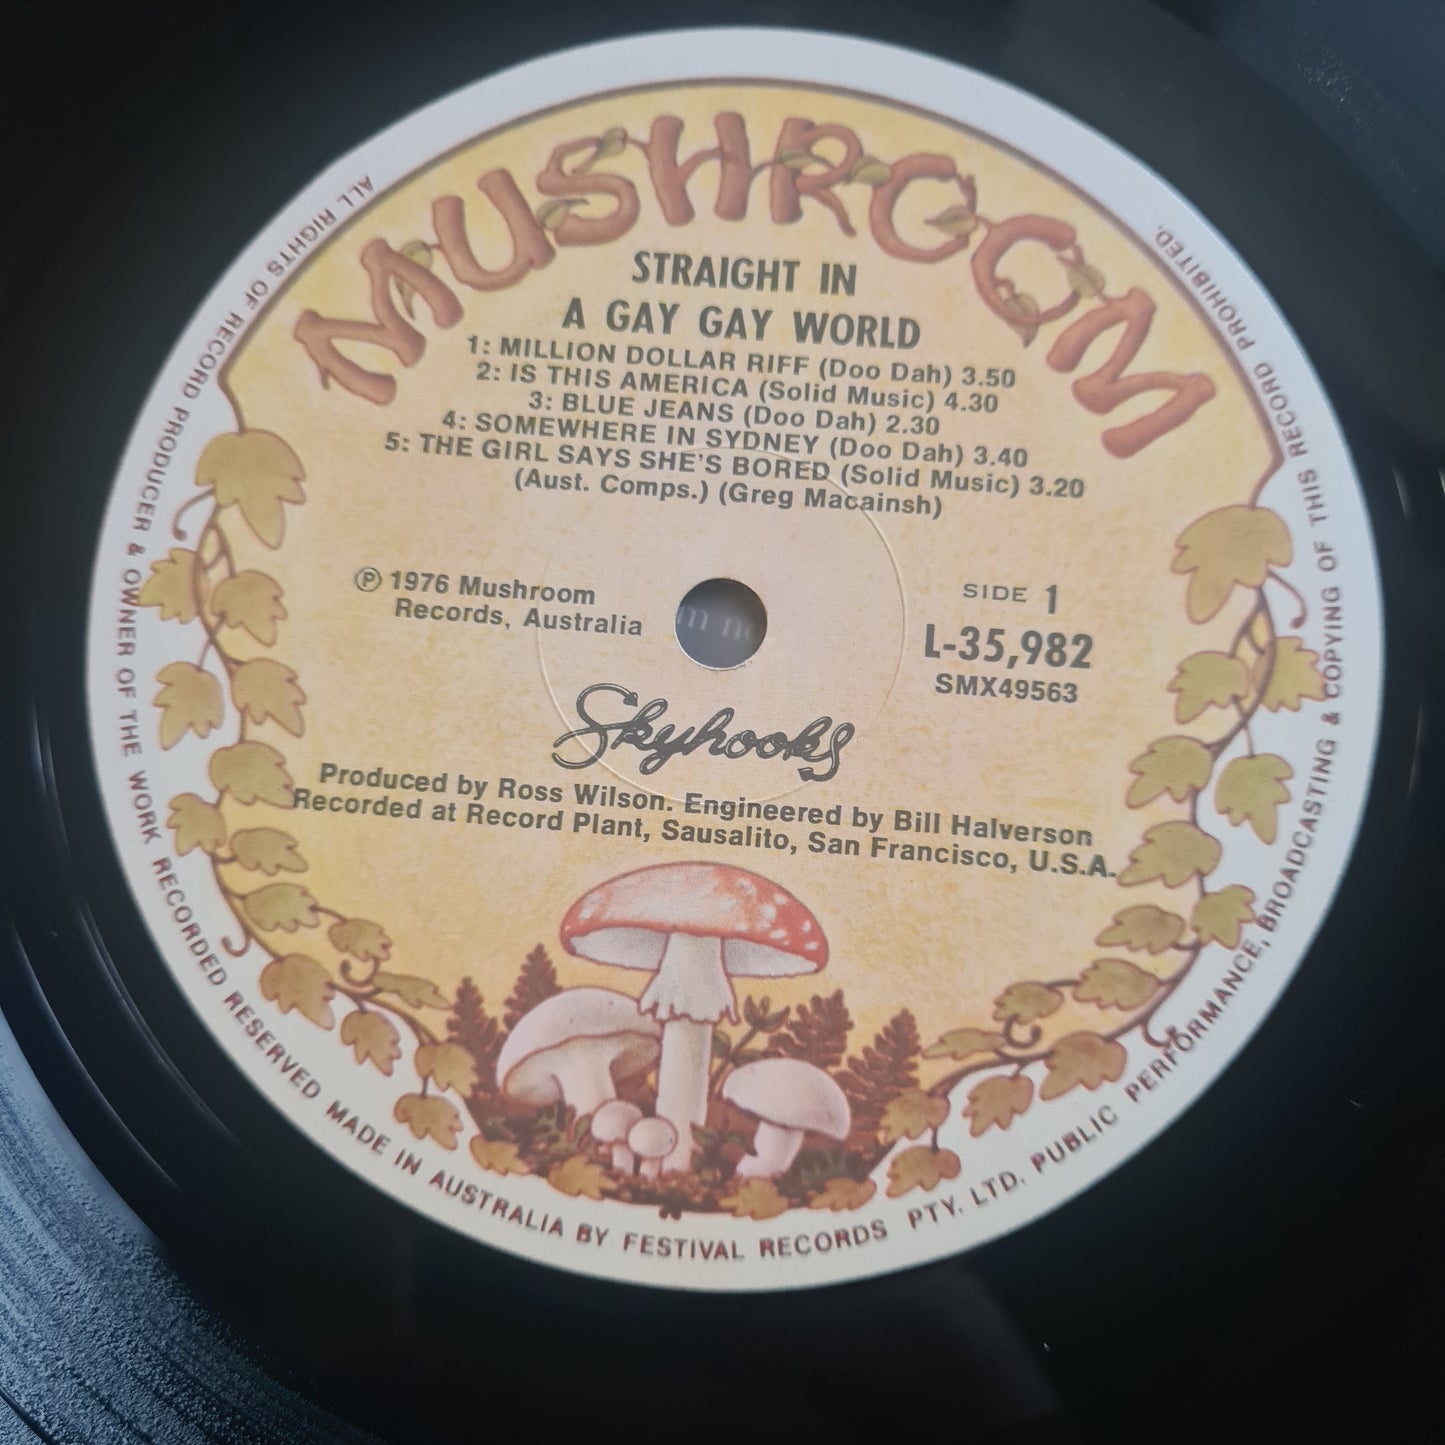 MUSHROOM
STRAIGHT IN
A GAY GAY WORLD
1: MILLION DOLLAR RIFF (Doo Dah) 3.50
2: IS THIS AMERICA (Solid Music) 4.30
3: BLUE JEANS (Doo Dah) 2.30
4: SOMEWHERE IN SYDNEY (Doo Dah) 3.40
5: THE GIRL SAYS SHE'S BORED (Solid Music) 3.20
(Aust. Comps.) (Greg Macainsh)
℗ 1976 Mushroom
Records, Australia
SIDE 1
L-35,982
SMX49563
Skyhooks
Produced by Ross Wilson. Engineered by Bill Halverson
Recorded at Record Plant, Sausalito, San Francisco, U.S.A.
ALL RIGHTS OF RECORD PRODUCER & OWNER OF THE WORK RECORDED RESERVED MADE IN AUSTRALIA BY FESTIVAL RECORDS PTY. LTD. PUBLIC PERFORMANCE, BROADCASTING & COPYING OF THIS RECORD PROHIBITED.